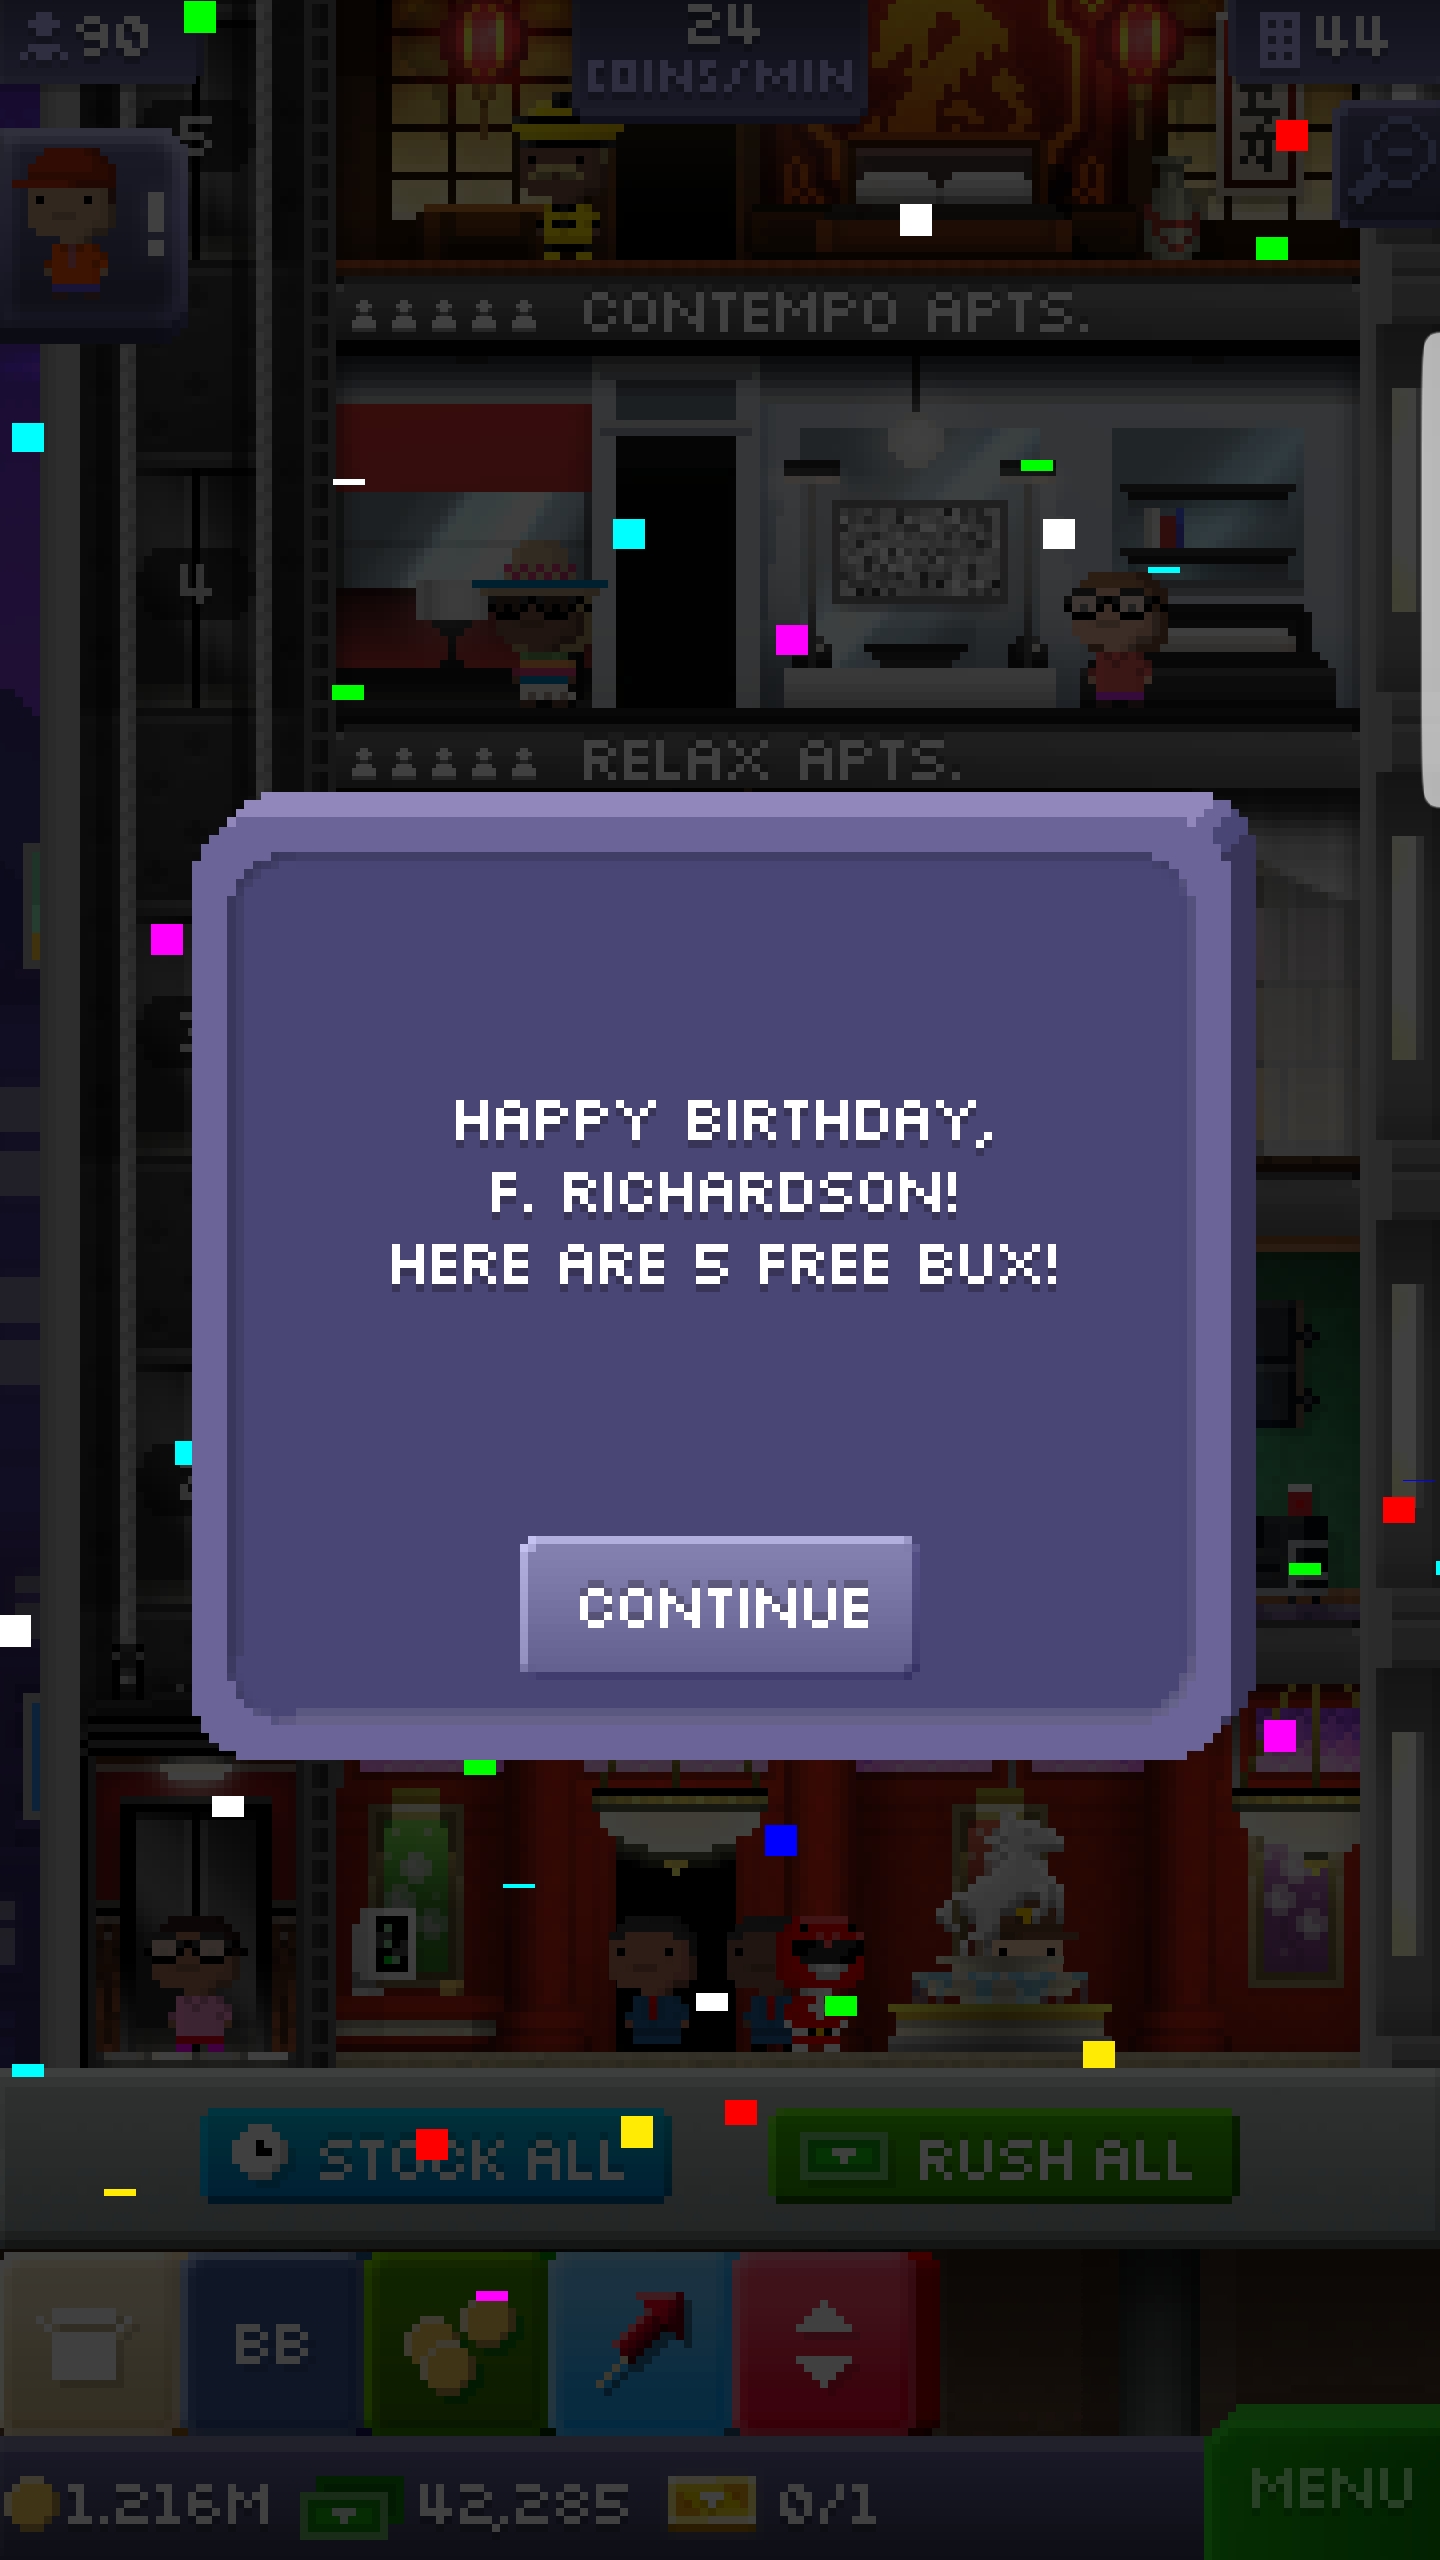 90
24
COINS/MIN
44
5
CONTEMPO APTS.
4
RELAX APTS.
HAPPY BIRTHDAY,
F. RICHARDSON!
HERE ARE 5 FREE BUX!
CONTINUE
STOCK ALL
RUSH ALL
BB
1.216M
42,285
0/1
MENU